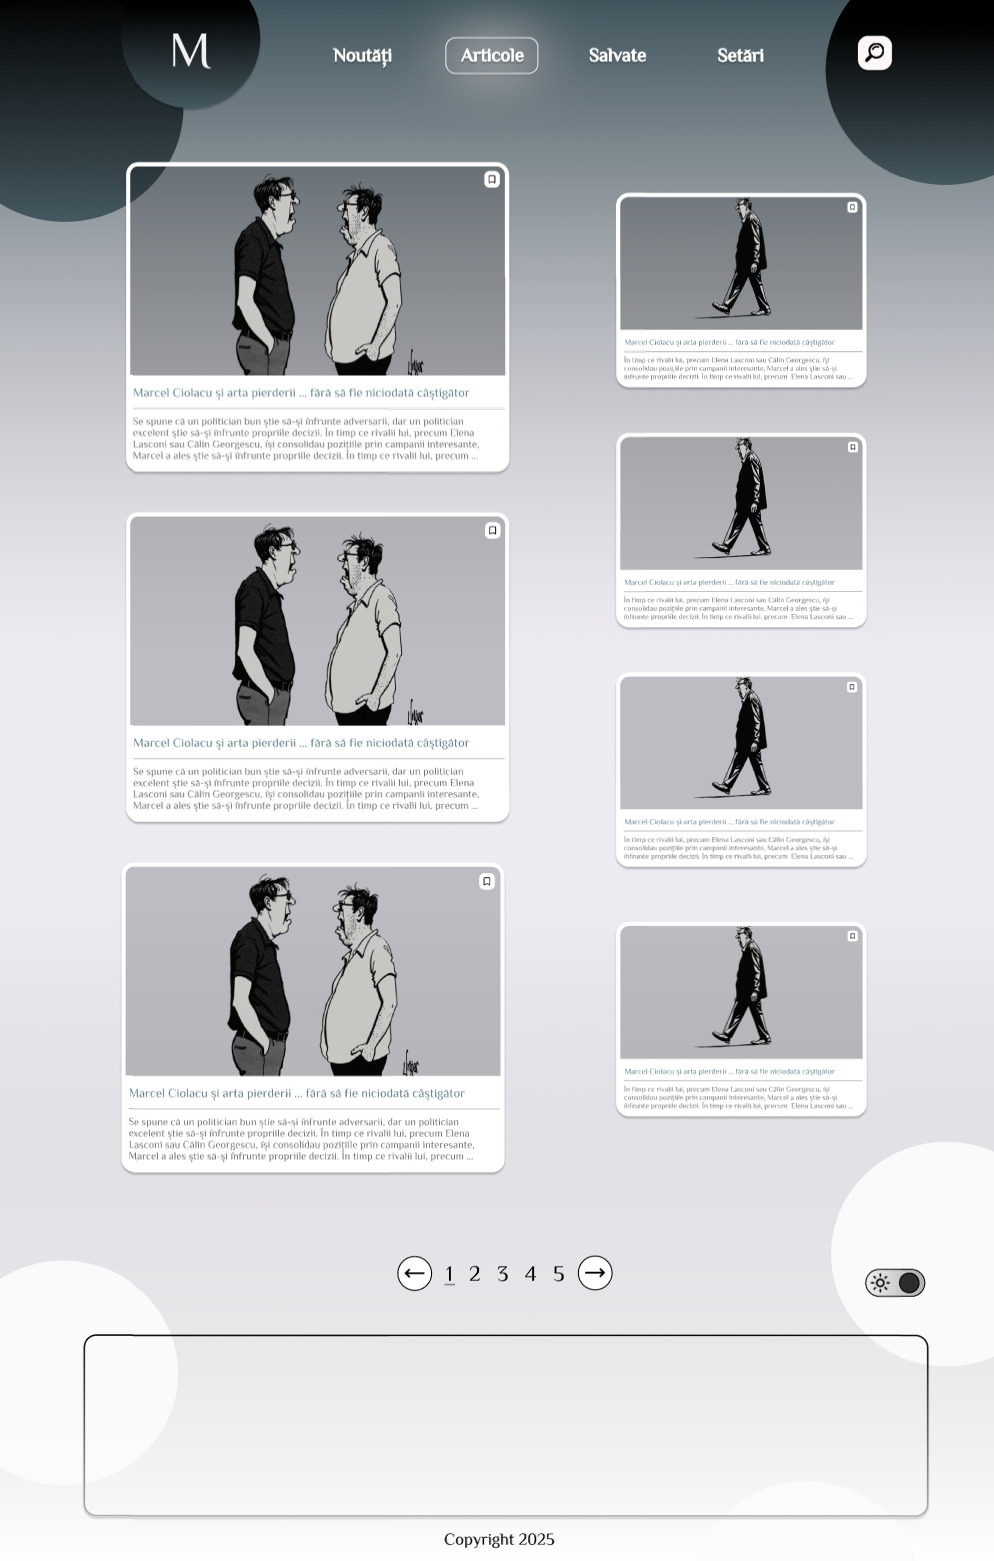 M
Noutăți
Articole
Salvate
Setări
Marcel Ciolacu și arta pierderii ... fără să fie niciodată câștigător
Se spune că un politician bun știe să-și înfrunte adversarii, dar un politician
excelent știe să-și înfrunte propriile decizii. În timp ce rivalii lui, precum Elena
Lasconi sau Călin Georgescu, își consolidau pozițiile prin campanii interesante,
Marcel a ales știe să-și înfrunte propriile decizii. În timp ce rivalii lui, precum ...
Marcel Ciolacu și arta pierderii ... fără să fie niciodată câștigător
Se spune că un politician bun știe să-și înfrunte adversarii, dar un politician
excelent știe să-și înfrunte propriile decizii. În timp ce rivalii lui, precum Elena
Lasconi sau Călin Georgescu, își consolidau pozițiile prin campanii interesante,
Marcel a ales știe să-și înfrunte propriile decizii. În timp ce rivalii lui, precum ...
Marcel Ciolacu și arta pierderii ... fără să fie niciodată câștigător
Se spune că un politician bun știe să-și înfrunte adversarii, dar un politician
excelent știe să-și înfrunte propriile decizii. În timp ce rivalii lui, precum Elena
Lasconi sau Călin Georgescu, își consolidau pozițiile prin campanii interesante,
Marcel a ales știe să-și înfrunte propriile decizii. În timp ce rivalii lui, precum ...
Marcel Ciolacu și arta pierderii ... fără să fie niciodată câștigător
În timp ce rivalii lui, precum Elena Lasconi sau Călin Georgescu, își
consolidau pozițiile prin campanii interesante, Marcel a ales știe să-și
înfrunte propriile decizii. În timp ce rivalii lui, precum Elena Lasconi sau ...
Marcel Ciolacu și arta pierderii ... fără să fie niciodată câștigător
În timp ce rivalii lui, precum Elena Lasconi sau Călin Georgescu, își
consolidau pozițiile prin campanii interesante, Marcel a ales știe să-și
înfrunte propriile decizii. În timp ce rivalii lui, precum Elena Lasconi sau ...
Marcel Ciolacu și arta pierderii ... fără să fie niciodată câștigător
În timp ce rivalii lui, precum Elena Lasconi sau Călin Georgescu, își
consolidau pozițiile prin campanii interesante, Marcel a ales știe să-și
înfrunte propriile decizii. În timp ce rivalii lui, precum Elena Lasconi sau ...
Marcel Ciolacu și arta pierderii ... fără să fie niciodată câștigător
În timp ce rivalii lui, precum Elena Lasconi sau Călin Georgescu, își
consolidau pozițiile prin campanii interesante, Marcel a ales știe să-și
înfrunte propriile decizii. În timp ce rivalii lui, precum Elena Lasconi sau ...
1 2 3 4 5
Copyright 2025